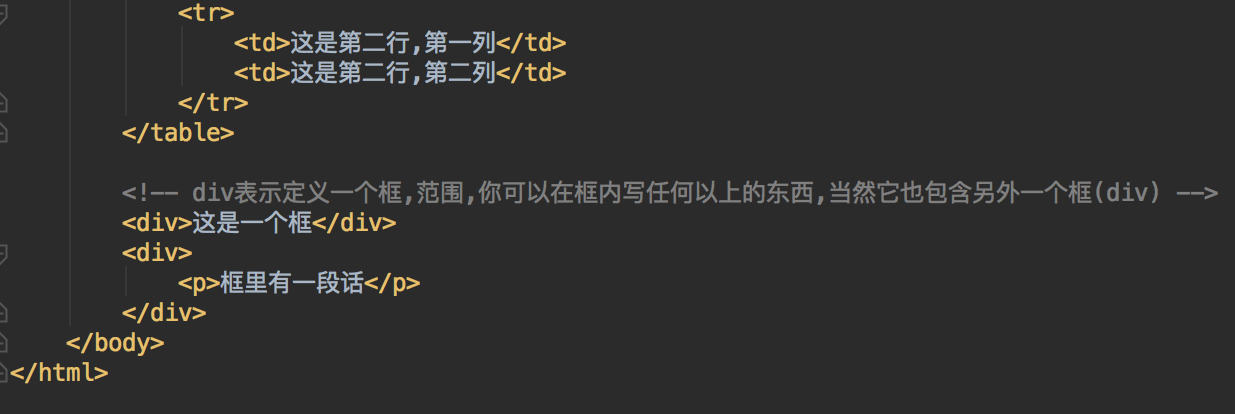 <tr>
<td>这是第二行,第一列</td>
<td>这是第二行,第二列</td>
</tr>
</table>
<!-- div表示定义一个框,范围,你可以在框内写任何以上的东西,当然它也包含另外一个框(div) -->
<div>这是一个框</div>
<div>
<p>框里有一段话</p>
</div>
</body>
</html>